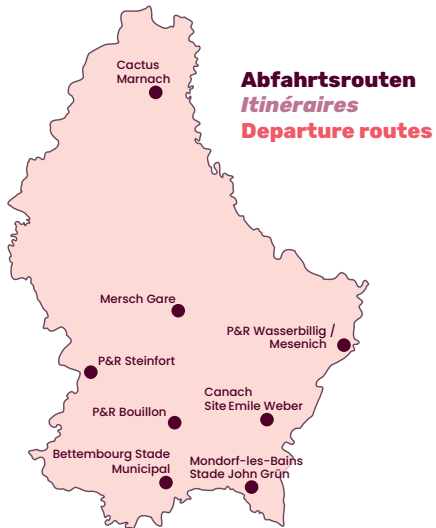 Cactus
Marnach
Abfahrtsrouten
Itinéraires
Departure routes
Mersch Gare
P&R Wasserbillig /
Mesenich
P&R Steinfort
Canach
Site Emile Weber
P&R Bouillon
Bettembourg Stade
Municipal
Mondorf-les-Bains
Stade John Grün